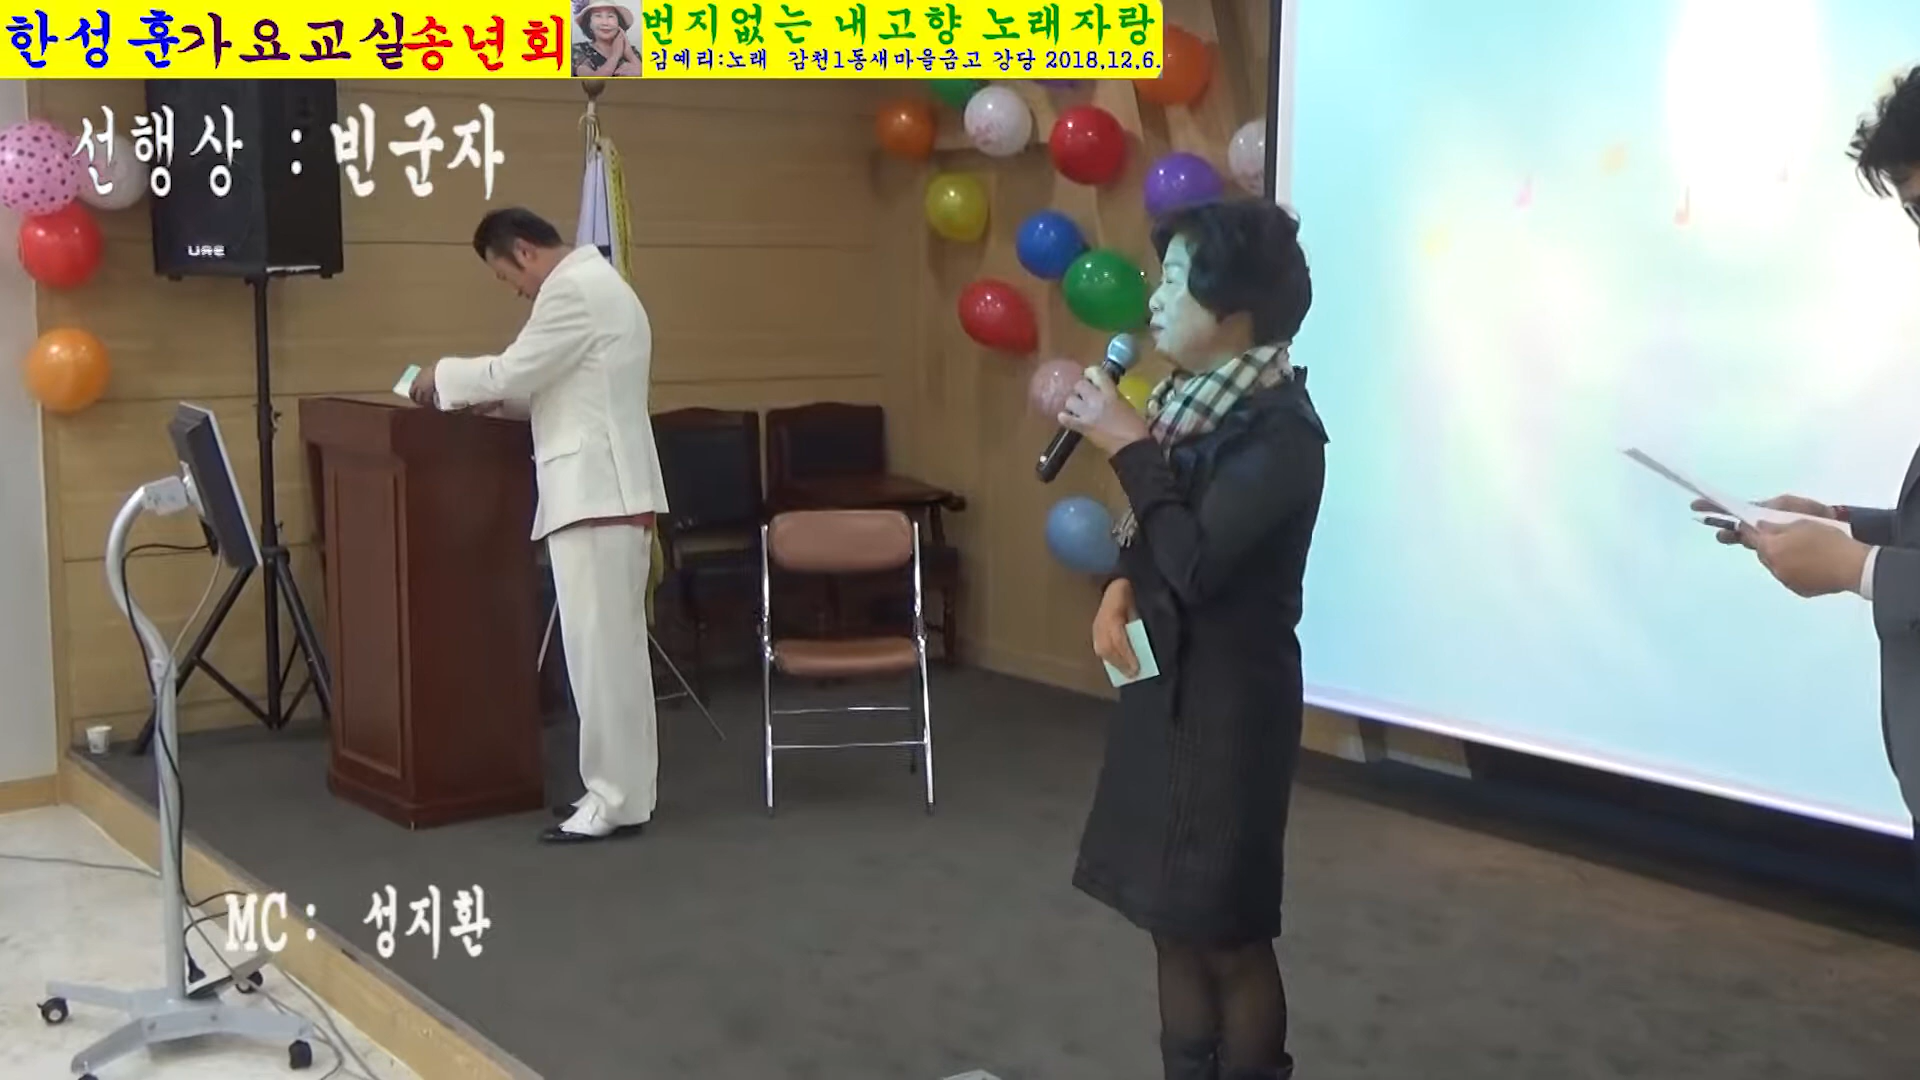 한성훈가요교실송년회
번지없는 내고향 노래자랑
김예리:노래 감천1동새마을금고 강당 2018.12.6.
선행상 : 빈군자
MC: 성지환